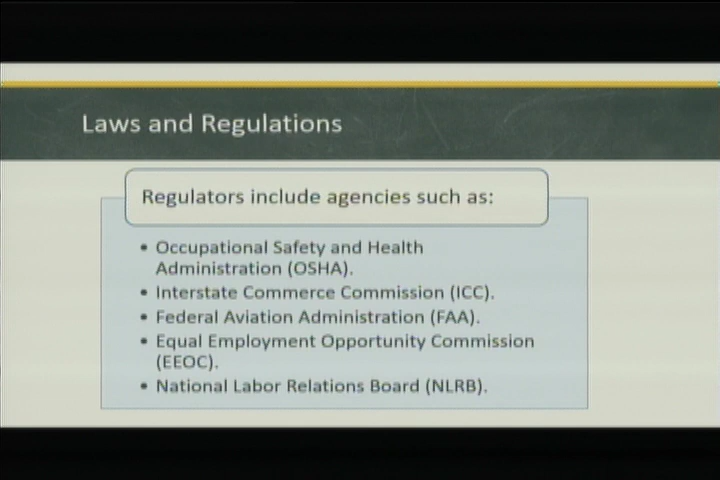 Laws and Regulations
Regulators include agencies such as:
• Occupational Safety and Health
Administration (OSHA).
• Interstate Commerce Commission (ICC).
• Federal Aviation Administration (FAA).
• Equal Employment Opportunity Commission
(EEOC).
• National Labor Relations Board (NLRB).